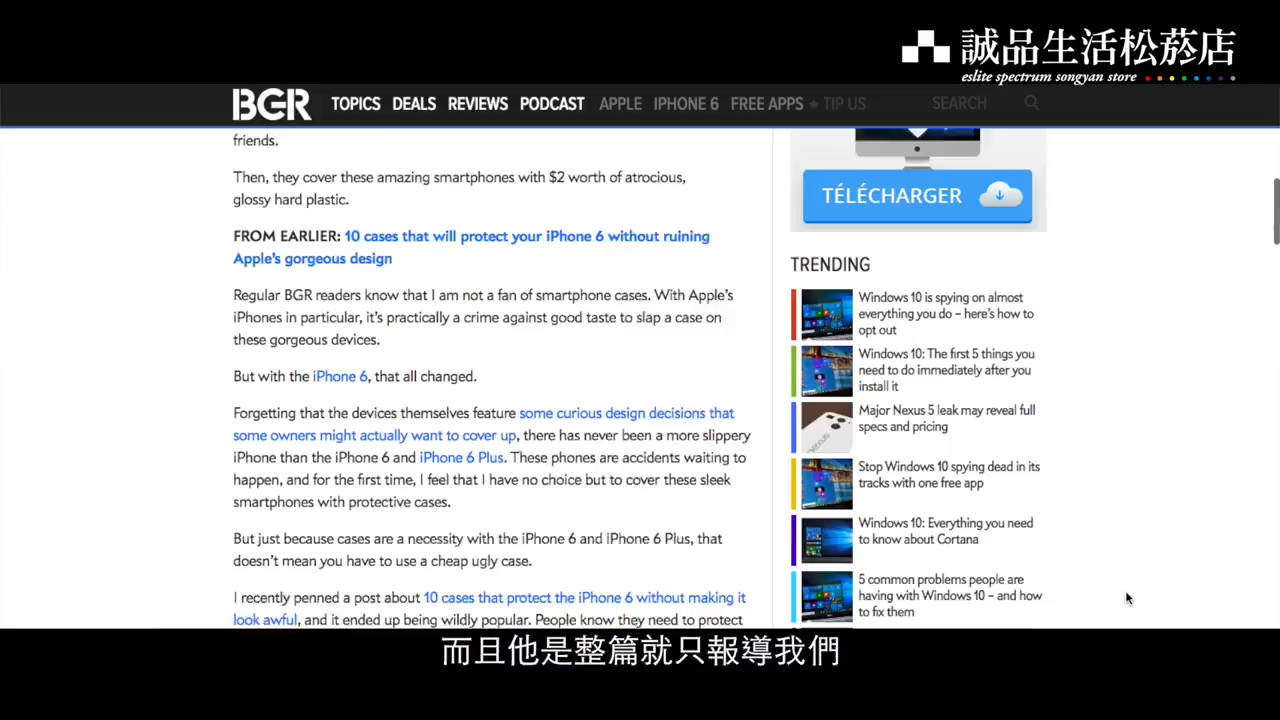 誠品生活松菸店
eslite spectrum songyan store
BGR TOPICS DEALS REVIEWS PODCAST APPLE IPHONE 6 FREE APPS TIP US SEARCH
friends.
Then, they cover these amazing smartphones with $2 worth of atrocious,
glossy hard plastic.
FROM EARLIER: 10 cases that will protect your iPhone 6 without ruining
Apple's gorgeous design
Regular BGR readers know that I am not a fan of smartphone cases. With Apple's
iPhones in particular, it's practically a crime against good taste to slap a case on
these gorgeous devices.
But with the iPhone 6, that all changed.
Forgetting that the devices themselves feature some curious design decisions that
some owners might actually want to cover up, there has never been a more slippery
iPhone than the iPhone 6 and iPhone 6 Plus. These phones are accidents waiting to
happen, and for the first time, I feel that I have no choice but to cover these sleek
smartphones with protective cases.
But just because cases are a necessity with the iPhone 6 and iPhone 6 Plus, that
doesn't mean you have to use a cheap ugly case.
I recently penned a post about 10 cases that protect the iPhone 6 without making it
look awful, and it ended up being wildly popular. People know they need to protect
TÉLÉCHARGER
TRENDING
Windows 10 is spying on almost
everything you do – here's how to
opt out
Windows 10: The first 5 things you
need to do immediately after you
install it
Major Nexus 5 leak may reveal full
specs and pricing
Stop Windows 10 spying dead in its
tracks with one free app
Windows 10: Everything you need
to know about Cortana
5 common problems people are
having with Windows 10 – and how
to fix them
而且他是整篇就只報導我們